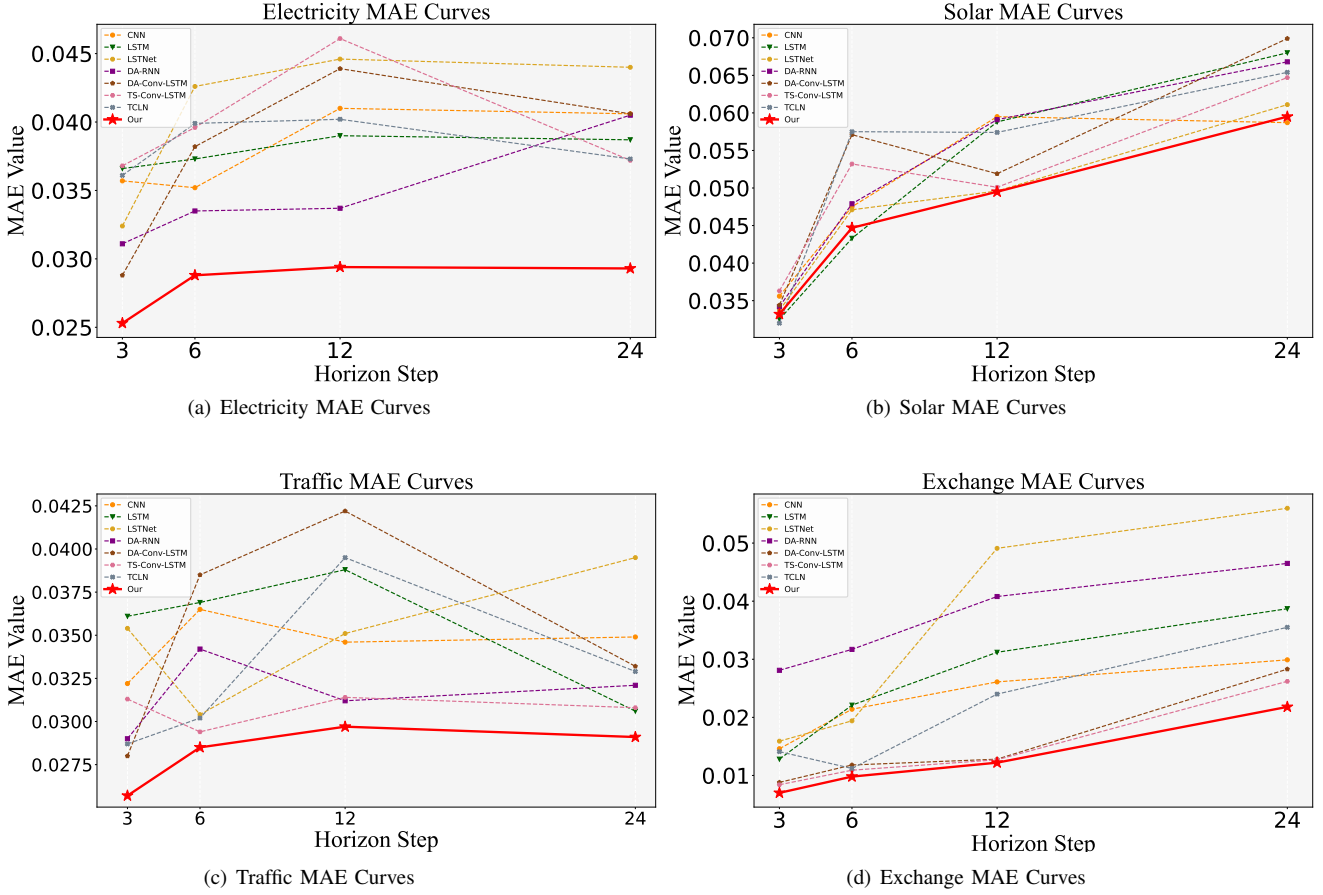 Electricity MAE Curves
MAE Value
0.045
0.040
0.035
0.030
0.025
CNN
LSTM
LSTNet
DA-RNN
DA-Conv-LSTM
TS-Conv-LSTM
TCLN
Our
3 6 12 24
Horizon Step
(a) Electricity MAE Curves
Solar MAE Curves
MAE Value
0.070
0.065
0.060
0.055
0.050
0.045
0.040
0.035
CNN
LSTM
LSTNet
DA-RNN
DA-Conv-LSTM
TS-Conv-LSTM
TCLN
Our
3 6 12 24
Horizon Step
(b) Solar MAE Curves
Traffic MAE Curves
MAE Value
0.0425
0.0400
0.0375
0.0350
0.0325
0.0300
0.0275
CNN
LSTM
LSTNet
DA-RNN
DA-Conv-LSTM
TS-Conv-LSTM
TCLN
Our
3 6 12 24
Horizon Step
(c) Traffic MAE Curves
Exchange MAE Curves
MAE Value
0.05
0.04
0.03
0.02
0.01
CNN
LSTM
LSTNet
DA-RNN
DA-Conv-LSTM
TS-Conv-LSTM
TCLN
Our
3 6 12 24
Horizon Step
(d) Exchange MAE Curves